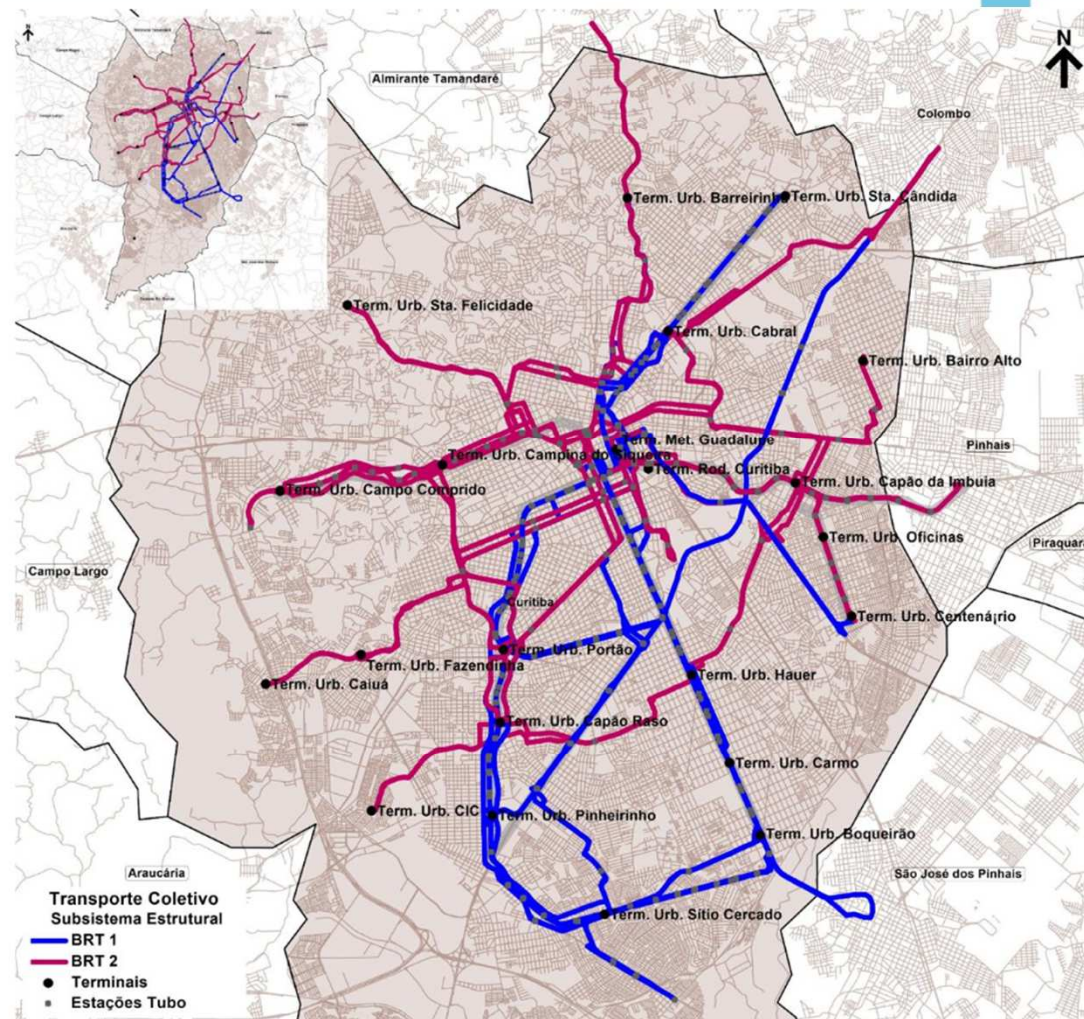 N
Almirante Tamandaré
Colombo
Term. Urb. Barreirinha
Term. Urb. Sta. Cândida
Term. Urb. Sta. Felicidade
Term. Urb. Cabral
Term. Urb. Bairro Alto
Term. Met. Guadalupe
Pinhais
Term. Urb. Campina do Siqueira
Term. Rod. Curitiba
Term. Urb. Capão da Imbuia
Term. Urb. Campo Comprido
Term. Urb. Oficinas
Piraquara
Campo Largo
Curitiba
Term. Urb. Centená¡rio
Term. Urb. Portão
Term. Urb. Fazendinha
Term. Urb. Hauer
Term. Urb. Caiuá
Term. Urb. Capão Raso
Term. Urb. Carmo
Term. Urb. CIC
Term. Urb. Pinheirinho
Term. Urb. Boqueirão
Araucária
São José dos Pinhais
Term. Urb. Sítio Cercado
Transporte Coletivo
Subsistema Estrutural
BRT 1
BRT 2
Terminais
Estações Tubo